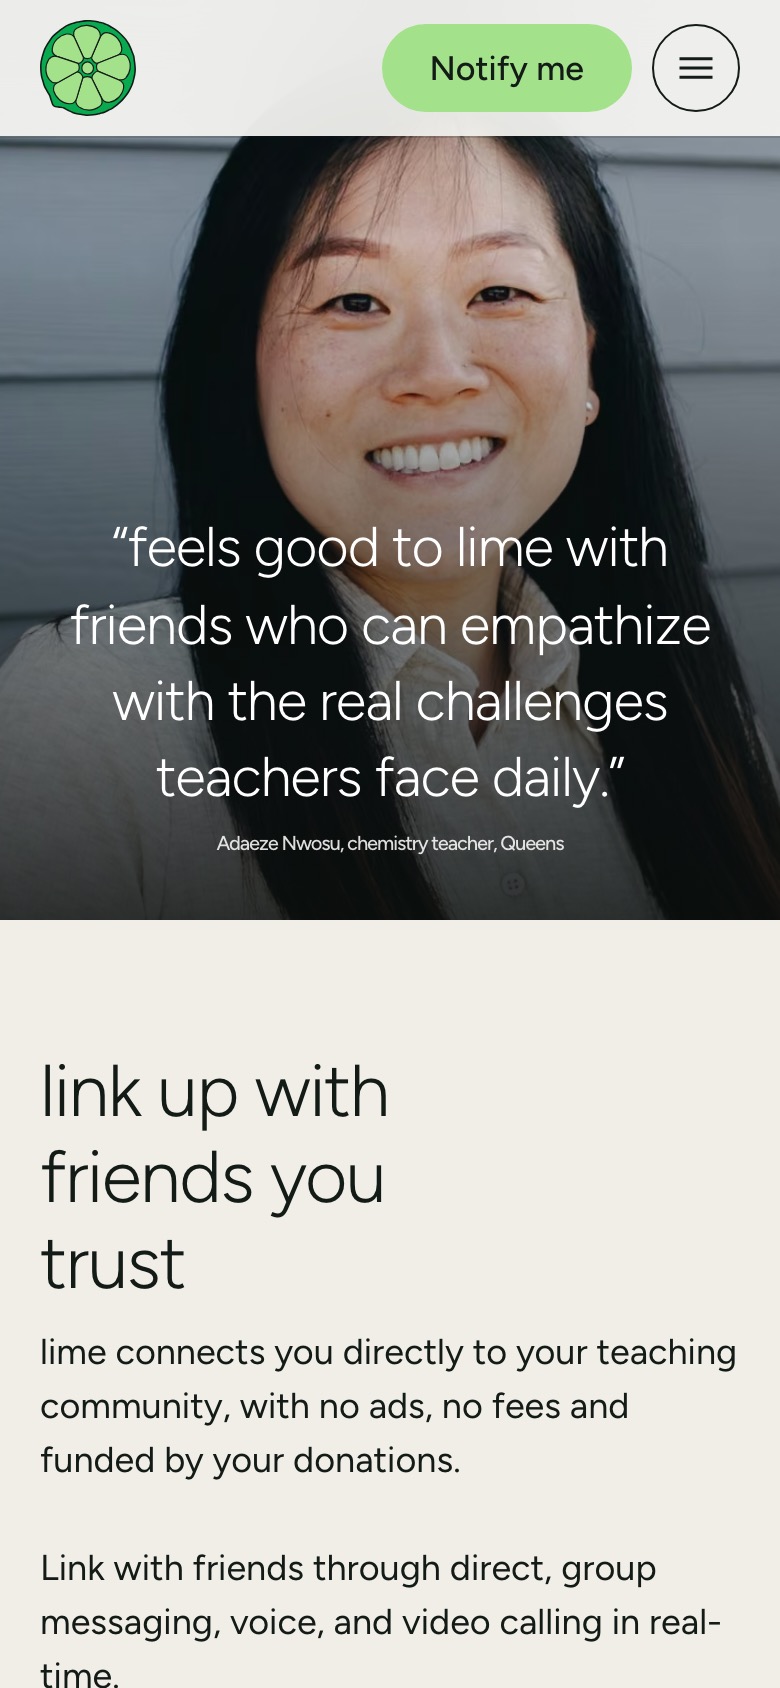 Notify me
“feels good to lime with
friends who can empathize
with the real challenges
teachers face daily.”
Adaeze Nwosu, chemistry teacher, Queens
link up with
friends you
trust
lime connects you directly to your teaching
community, with no ads, no fees and
funded by your donations.
Link with friends through direct, group
messaging, voice, and video calling in real-
time.